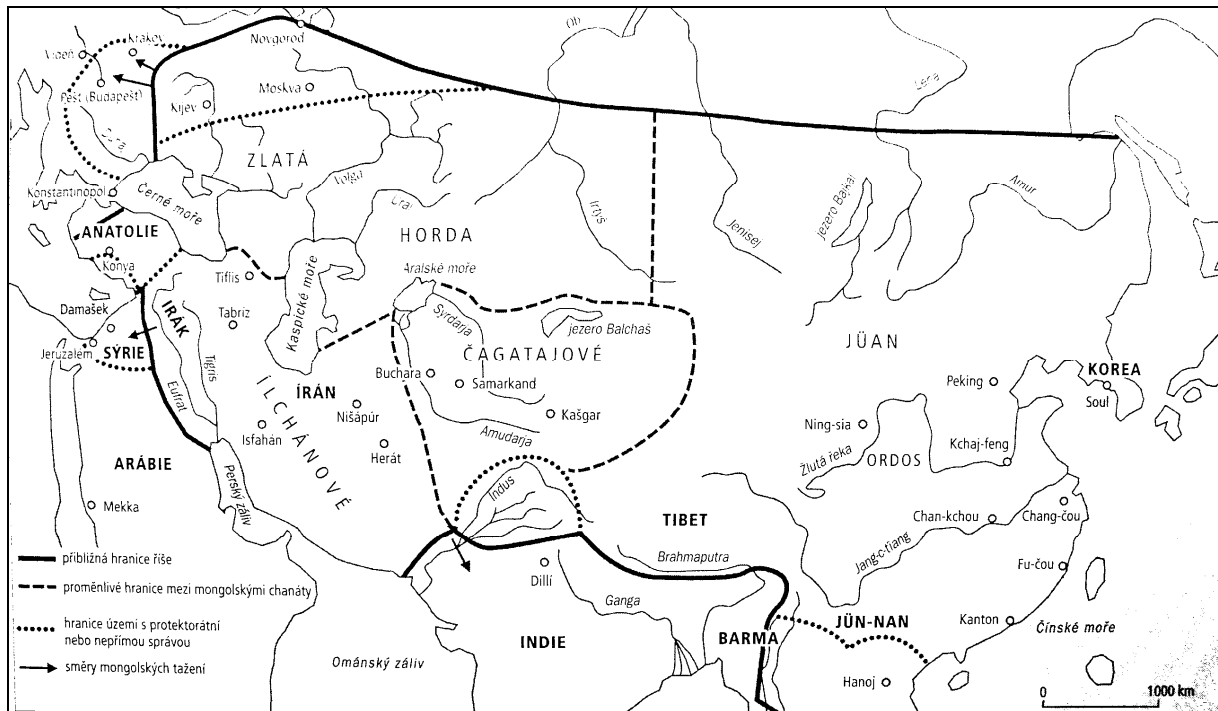 Ob
Krakov
Novgorod
Vídeň
Lena
Moskva
Pešť (Budapešť)
Kijev
ZLATÁ
Volga
Konstantinopol
Černé moře
Ural
Irtyš
jezero Bajkal
Amur
ANATOLIE
HORDA
Jenisej
Konya
Tiflis
Aralské moře
Kaspické moře
Damašek
IRÁK
Tabríz
Syrdarja
jezero Balchaš
Jeruzalém
SÝRIE
ČAGATAJOVÉ
JÜAN
Tigris
Buchara
Samarkand
Peking
KOREA
Soul
ÍRÁN
Eufrat
ÍLCHÁNOVÉ
Nišápúr
Kašgar
Isfahán
Amudarja
Ning-sia
Herát
Žlutá řeka
ORDOS
Kchaj-feng
ARÁBIE
Perský záliv
Indus
Mekka
TIBET
Chan-kchou
Chang-čou
přibližná hranice říše
Brahmaputra
Jang-c-ťiang
Fu-čou
Dillí
proměnlivé hranice mezi mongolskými chanáty
Ganga
hranice území s protektorátní
nebo nepřímou správou
JÜN-NAN
Kanton
Čínské moře
INDIE
BARMA
směry mongolských tažení
Ománský záliv
Hanoj
0
1000 km